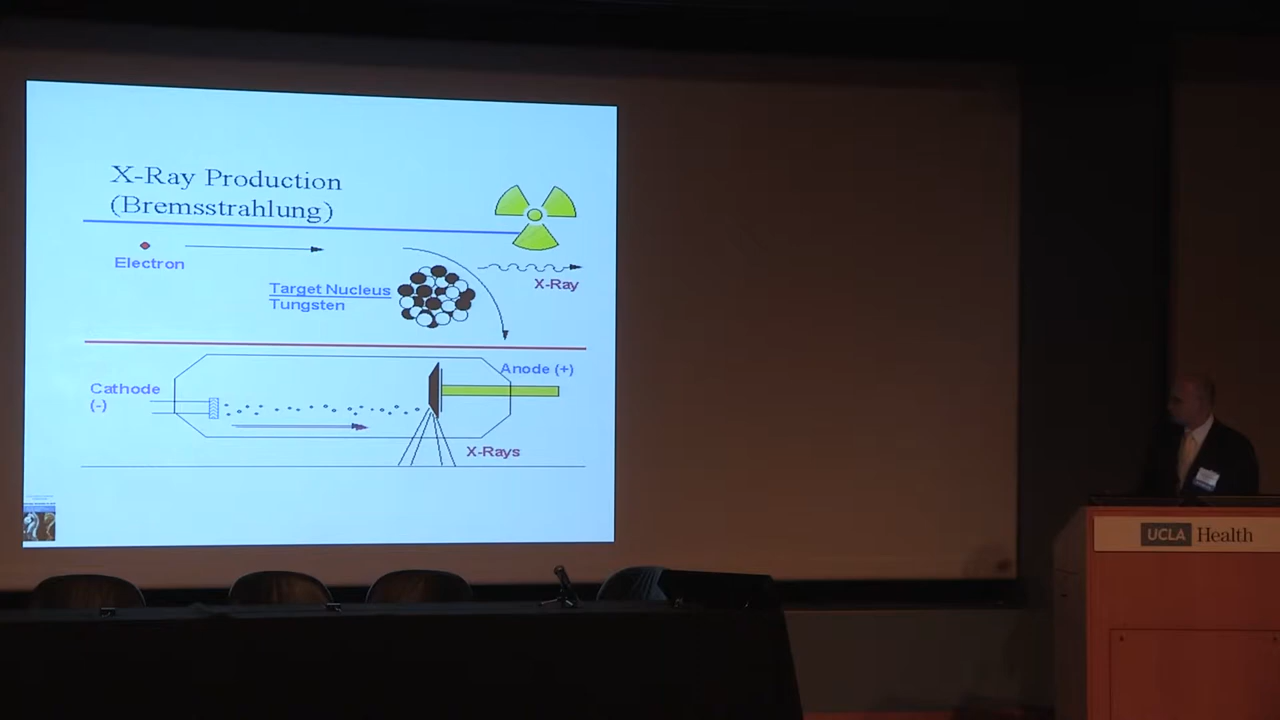 X-Ray Production
(Bremsstrahlung)
Electron
X-Ray
Target Nucleus
Tungsten
Anode (+)
Cathode
(-)
X-Rays
UCLA Health